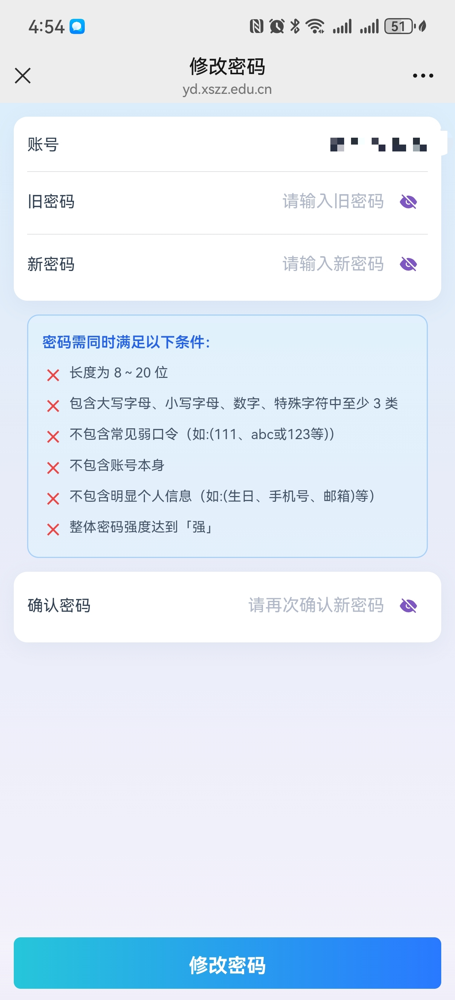 4:54
51
修改密码
yd.xszz.edu.cn
账号
旧密码 请输入旧密码
新密码 请输入新密码
密码需同时满足以下条件:
长度为 8 ~ 20 位
包含大写字母、小写字母、数字、特殊字符中至少 3 类
不包含常见弱口令（如:(111、abc或123等)）
不包含账号本身
不包含明显个人信息（如:(生日、手机号、邮箱)等）
整体密码强度达到「强」
确认密码 请再次确认新密码
修改密码